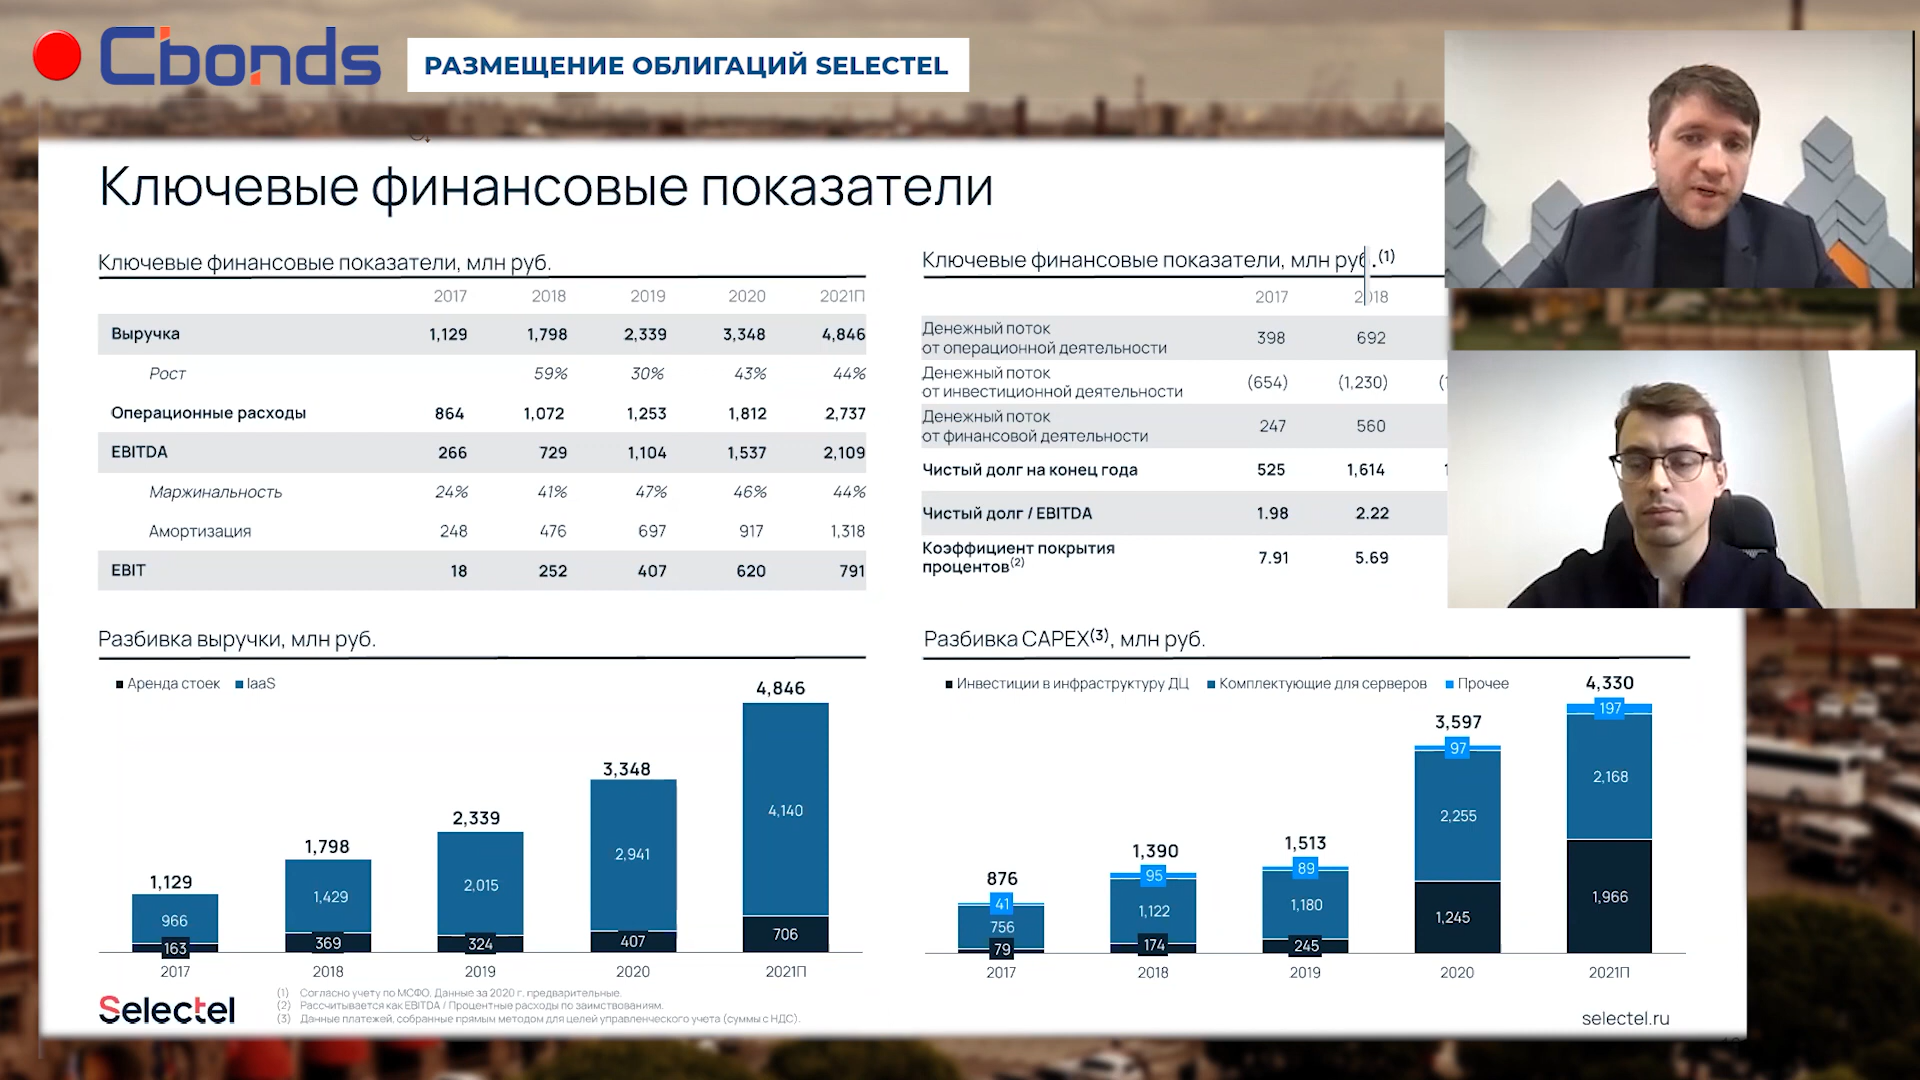 Cbonds
РАЗМЕЩЕНИЕ ОБЛИГАЦИЙ SELECTEL
Ключевые финансовые показатели
Ключевые финансовые показатели, млн руб.
2017 2018 2019 2020 2021П
Выручка 1,129 1,798 2,339 3,348 4,846
Рост 59% 30% 43% 44%
Операционные расходы 864 1,072 1,253 1,812 2,737
EBITDA 266 729 1,104 1,537 2,109
Маржинальность 24% 41% 47% 46% 44%
Амортизация 248 476 697 917 1,318
EBIT 18 252 407 620 791
Ключевые финансовые показатели, млн руб.(1)
2017 2018
Денежный поток
от операционной деятельности 398 692
Денежный поток
от инвестиционной деятельности (654) (1,230)
Денежный поток
от финансовой деятельности 247 560
Чистый долг на конец года 525 1,614
Чистый долг / EBITDA 1.98 2.22
Коэффициент покрытия
процентов(2) 7.91 5.69
Разбивка выручки, млн руб.
Аренда стоек IaaS
4,846
3,348
2,339
1,798
1,129
966 1,429 2,015 2,941 4,140
163 369 324 407 706
2017 2018 2019 2020 2021П
Разбивка CAPEX(3), млн руб.
Инвестиции в инфраструктуру ДЦ Комплектующие для серверов Прочее
4,330
3,597
1,513
1,390
876
41 95 89 97 197
756 1,122 1,180 2,255 2,168
79 174 245 1,245 1,966
2017 2018 2019 2020 2021П
Selectel
(1) Согласно учету по МСФО. Данные за 2020 г. предварительные.
(2) Рассчитывается как EBITDA / Процентные расходы по заимствованиям.
(3) Данные платежей, собранные прямым методом для целей управленческого учета (суммы с НДС).
selectel.ru